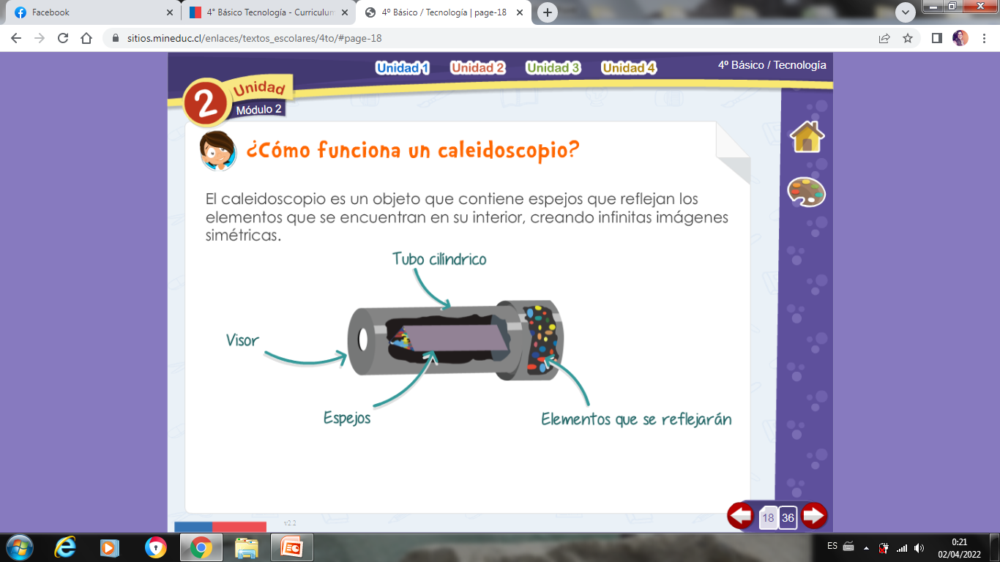 Facebook
4° Básico Tecnología - Curriculum
4º Básico / Tecnología | page-18
sitios.mineduc.cl/enlaces/textos_escolares/4to/#page-18
Unidad 1
Unidad 2
Unidad 3
Unidad 4
4º Básico / Tecnología
2
Unidad
Módulo 2
¿Cómo funciona un caleidoscopio?
El caleidoscopio es un objeto que contiene espejos que reflejan los
elementos que se encuentran en su interior, creando infinitas imágenes
simétricas.
Tubo cilíndrico
Visor
Espejos
Elementos que se reflejarán
18
36
v2.2
ES
0:21
02/04/2022